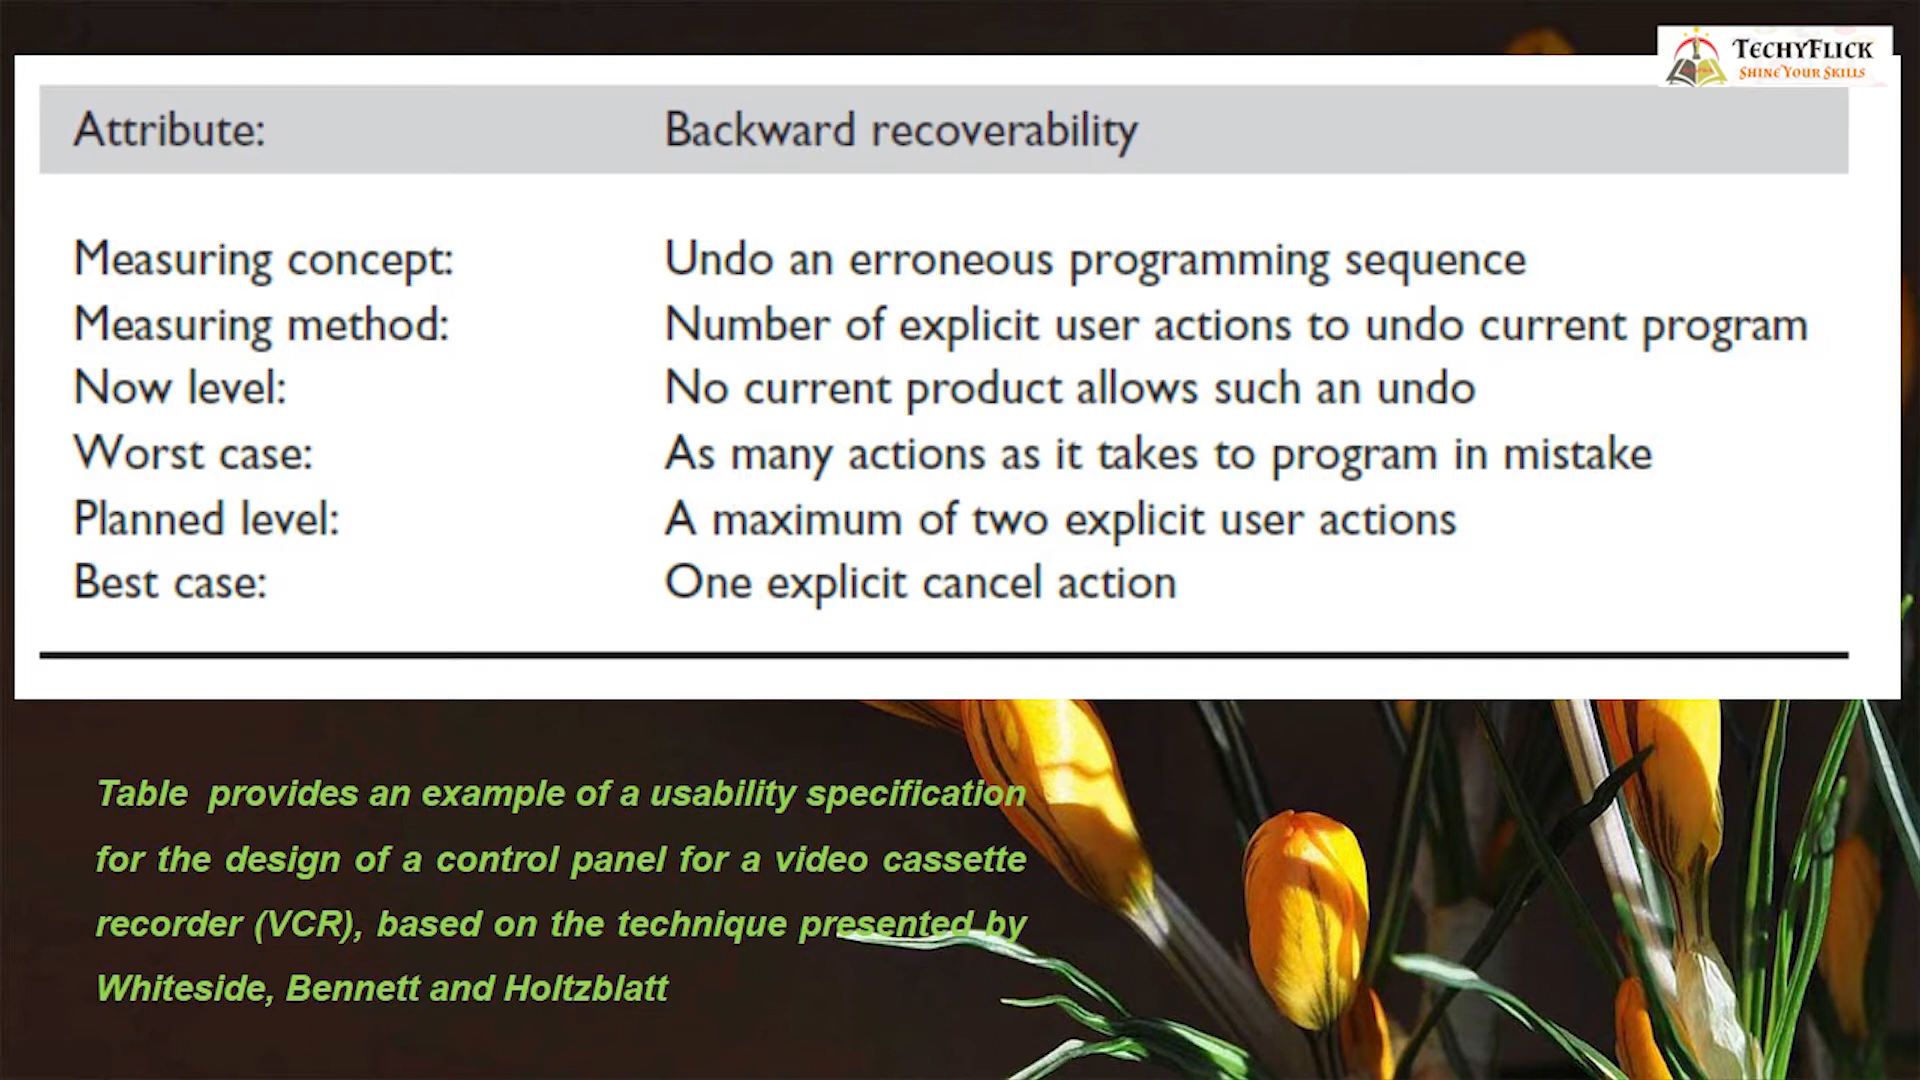 TECHYFLICK
SHINE YOUR SKILLS
Attribute: Backward recoverability
Measuring concept: Undo an erroneous programming sequence
Measuring method: Number of explicit user actions to undo current program
Now level: No current product allows such an undo
Worst case: As many actions as it takes to program in mistake
Planned level: A maximum of two explicit user actions
Best case: One explicit cancel action
Table provides an example of a usability specification
for the design of a control panel for a video cassette
recorder (VCR), based on the technique presented by
Whiteside, Bennett and Holtzblatt